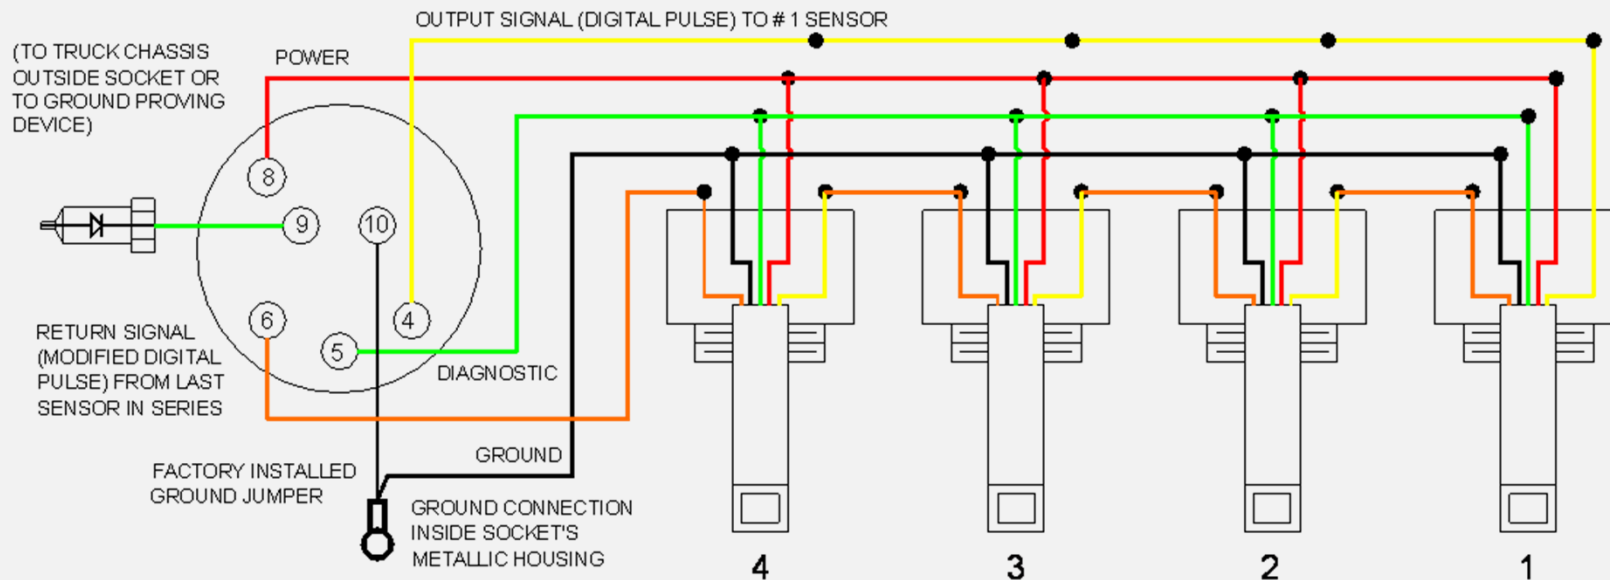 OUTPUT SIGNAL (DIGITAL PULSE) TO # 1 SENSOR
(TO TRUCK CHASSIS
OUTSIDE SOCKET OR
TO GROUND PROVING
DEVICE)
POWER
8
9
10
6
4
5
RETURN SIGNAL
(MODIFIED DIGITAL
PULSE) FROM LAST
SENSOR IN SERIES
DIAGNOSTIC
GROUND
FACTORY INSTALLED
GROUND JUMPER
GROUND CONNECTION
INSIDE SOCKET'S
METALLIC HOUSING
4
3
2
1